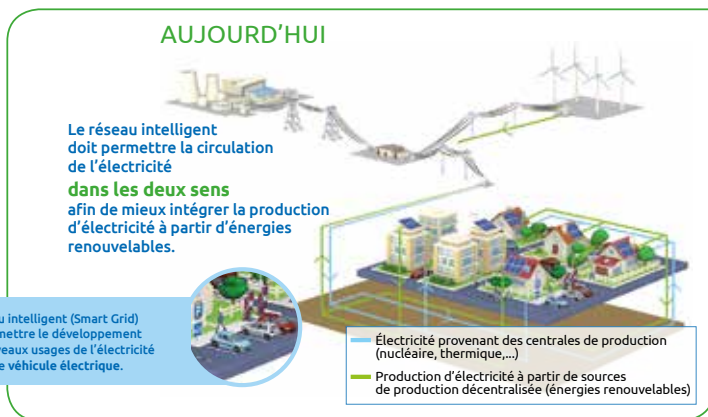 AUJOURD'HUI
Le réseau intelligent
doit permettre la circulation
de l'électricité
dans les deux sens
afin de mieux intégrer la production
d'électricité à partir d'énergies
renouvelables.
u intelligent (Smart Grid)
mettre le développement
veaux usages de l'électricité
e véhicule électrique.
Électricité provenant des centrales de production
(nucléaire, thermique,...)
Production d'électricité à partir de sources
de production décentralisée (énergies renouvelables)